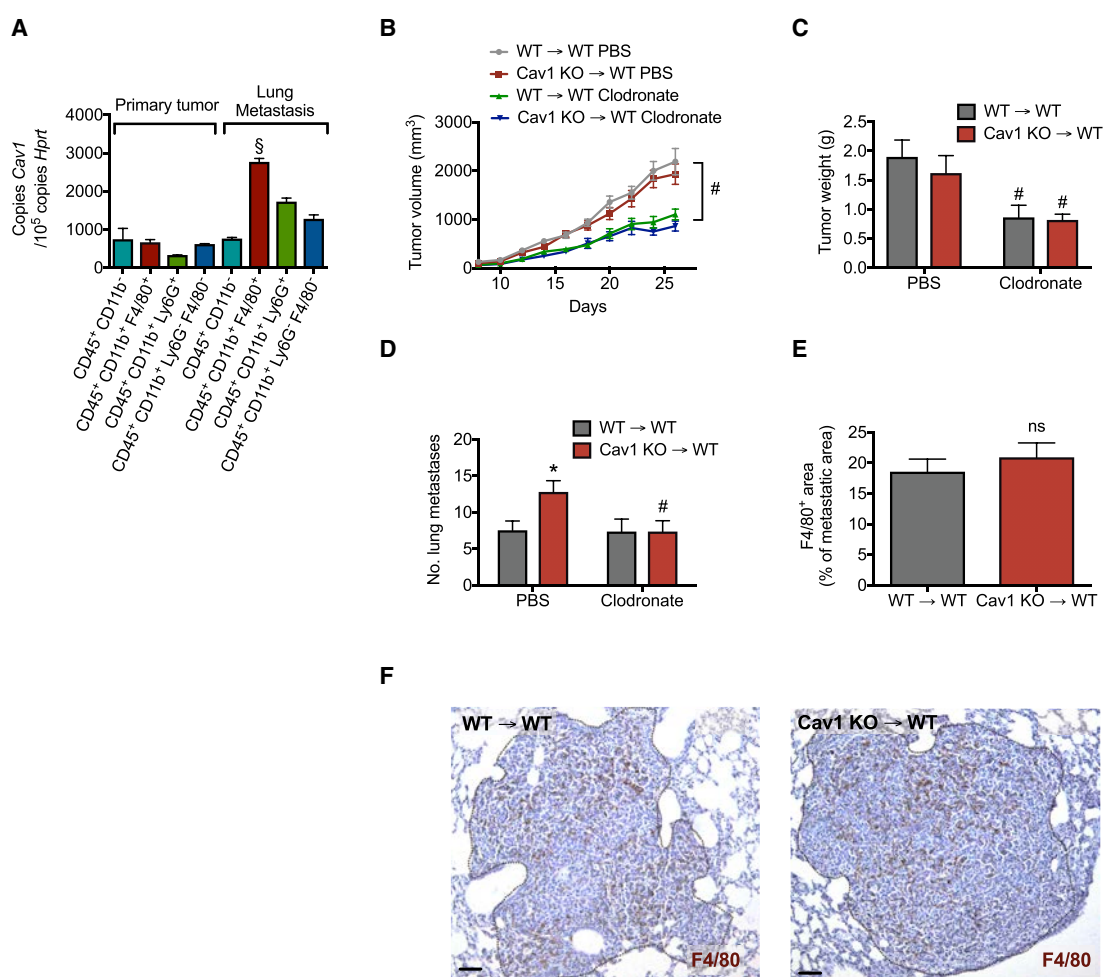 A
Primary tumor
Lung
Metastasis
Copies Cav1
/10⁵ copies Hprt
4000
3000
2000
1000
0
§
CD45⁺ CD11b⁻
CD45⁺ CD11b⁺ F4/80⁺
CD45⁺ CD11b⁺ Ly6G⁺
CD45⁺ CD11b⁺ Ly6G⁻ F4/80⁻
CD45⁺ CD11b⁻
CD45⁺ CD11b⁺ F4/80⁺
CD45⁺ CD11b⁺ Ly6G⁺
CD45⁺ CD11b⁺ Ly6G⁻ F4/80⁻
B
WT → WT PBS
Cav1 KO → WT PBS
WT → WT Clodronate
Cav1 KO → WT Clodronate
Tumor volume (mm³)
3000
2000
1000
0
#
10
15
20
25
Days
C
WT → WT
Cav1 KO → WT
Tumor weight (g)
2.5
2.0
1.5
1.0
0.5
0.0
#
#
PBS
Clodronate
D
WT → WT
Cav1 KO → WT
No. lung metastases
20
15
10
5
0
*
#
PBS
Clodronate
E
F4/80⁺ area
(% of metastatic area)
25
20
15
10
5
0
ns
WT → WT
Cav1 KO → WT
F
WT → WT
F4/80
Cav1 KO → WT
F4/80